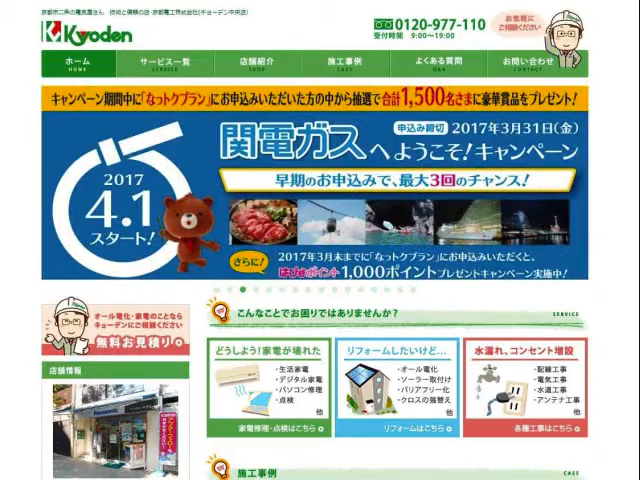 京都市二条の電気屋さん 技術と信頼の店・京都電工株式会社(キョーデン中央店)
Kyoden
0120-977-110
受付時間 9:00〜19:00
お気軽に
ご相談ください
ホーム
HOME
サービス一覧
SERVICE
店舗紹介
SHOP
施工事例
CASE
よくある質問
Q&A
お問い合わせ
CONTACT
キャンペーン期間中に「なっトクプラン」にお申込みいただいた方の中から抽選で合計1,500名さまに豪華賞品をプレゼント!
関電ガスへようこそ!キャンペーン
申込み締切 2017年3月31日(金)
早期のお申込みで、最大3回のチャンス!
2017
4.1
スタート!
さらに!
2017年3月末までに「なっトクプラン」にお申込みいただくと、
はぴeポイント1,000ポイントプレゼントキャンペーン実施中!
オール電化・家電のことなら
キョーデンにご相談ください
無料お見積り
店舗情報
Panasonic
こんなことでお困りではありませんか?
SERVICE
どうしよう!家電が壊れた
・生活家電
・デジタル家電
・パソコン修理
・点検
他
家電修理・点検はこちら
リフォームしたいけど…
・オール電化
・ソーラー取付け
・バリアフリー化
・クロスの張替え
他
リフォームはこちら
水漏れ、コンセント増設
・配線工事
・電気工事
・水道工事
・アンテナ工事
他
各種工事はこちら
施工事例
CASE